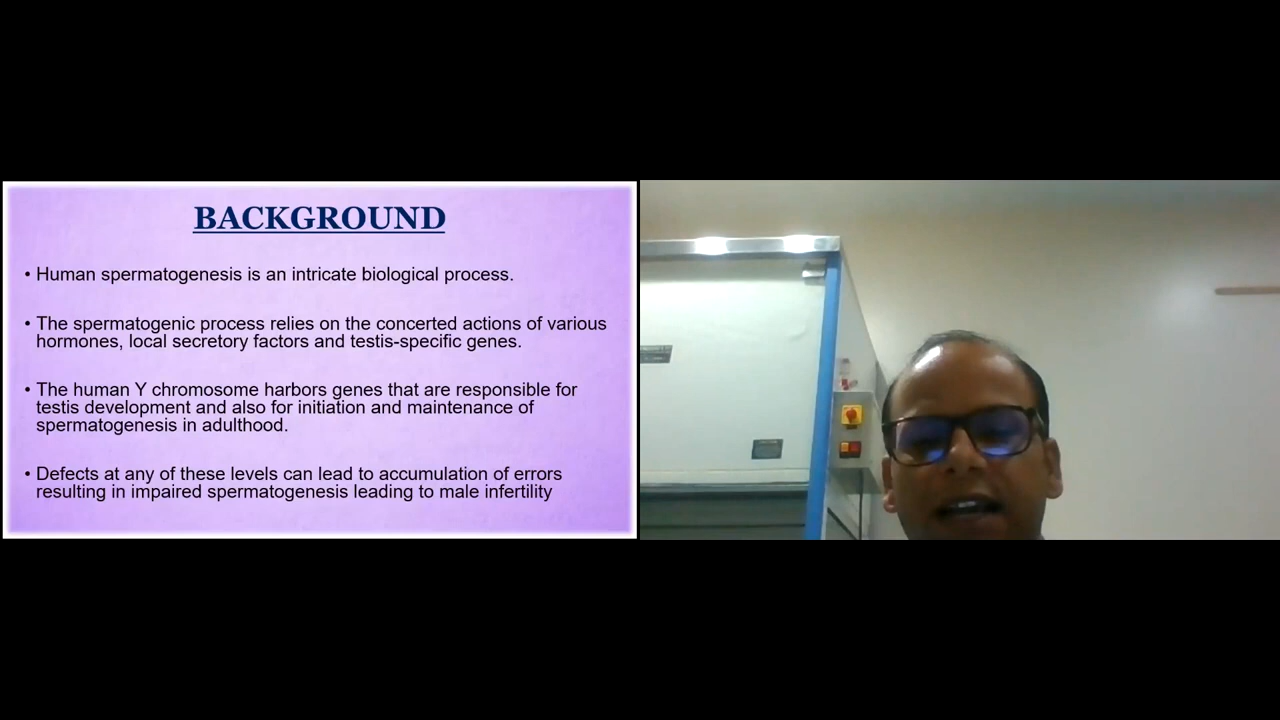 BACKGROUND
• Human spermatogenesis is an intricate biological process.
• The spermatogenic process relies on the concerted actions of various
hormones, local secretory factors and testis-specific genes.
• The human Y chromosome harbors genes that are responsible for
testis development and also for initiation and maintenance of
spermatogenesis in adulthood.
• Defects at any of these levels can lead to accumulation of errors
resulting in impaired spermatogenesis leading to male infertility